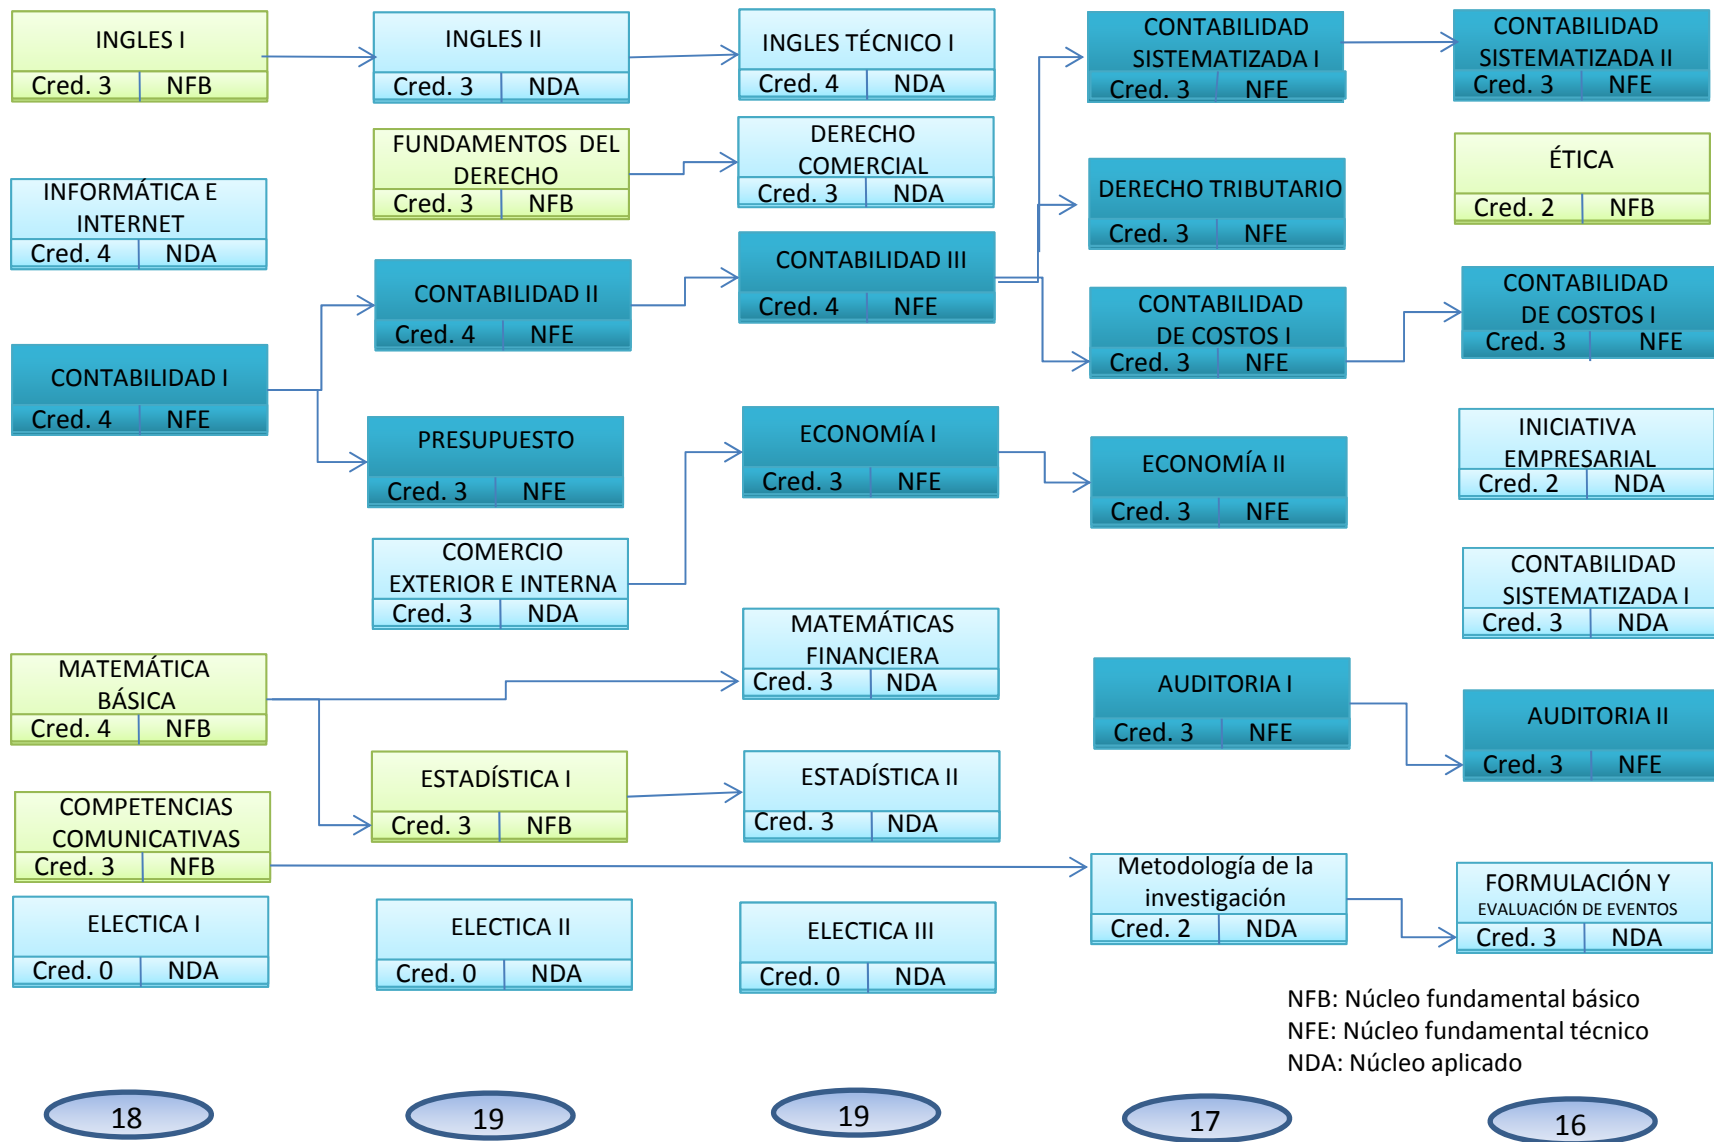 INGLES I
Cred. 3 NFB
INFORMÁTICA E
INTERNET
Cred. 4 NDA
CONTABILIDAD I
Cred. 4 NFE
MATEMÁTICA
BÁSICA
Cred. 4 NFB
COMPETENCIAS
COMUNICATIVAS
Cred. 3 NFB
ELECTICA I
Cred. 0 NDA
18
INGLES II
Cred. 3 NDA
FUNDAMENTOS DEL
DERECHO
Cred. 3 NFB
CONTABILIDAD II
Cred. 4 NFE
PRESUPUESTO
Cred. 3 NFE
COMERCIO
EXTERIOR E INTERNA
Cred. 3 NDA
ESTADÍSTICA I
Cred. 3 NFB
ELECTICA II
Cred. 0 NDA
19
INGLES TÉCNICO I
Cred. 4 NDA
DERECHO
COMERCIAL
Cred. 3 NDA
CONTABILIDAD III
Cred. 4 NFE
ECONOMÍA I
Cred. 3 NFE
MATEMÁTICAS
FINANCIERA
Cred. 3 NDA
ESTADÍSTICA II
Cred. 3 NDA
ELECTICA III
Cred. 0 NDA
19
CONTABILIDAD
SISTEMATIZADA I
Cred. 3 NFE
DERECHO TRIBUTARIO
Cred. 3 NFE
CONTABILIDAD
DE COSTOS I
Cred. 3 NFE
ECONOMÍA II
Cred. 3 NFE
AUDITORIA I
Cred. 3 NFE
Metodología de la
investigación
Cred. 2 NDA
17
CONTABILIDAD
SISTEMATIZADA II
Cred. 3 NFE
ÉTICA
Cred. 2 NFB
CONTABILIDAD
DE COSTOS I
Cred. 3 NFE
INICIATIVA
EMPRESARIAL
Cred. 2 NDA
CONTABILIDAD
SISTEMATIZADA I
Cred. 3 NDA
AUDITORIA II
Cred. 3 NFE
FORMULACIÓN Y
EVALUACIÓN DE EVENTOS
Cred. 3 NDA
NFB: Núcleo fundamental básico
NFE: Núcleo fundamental técnico
NDA: Núcleo aplicado
16